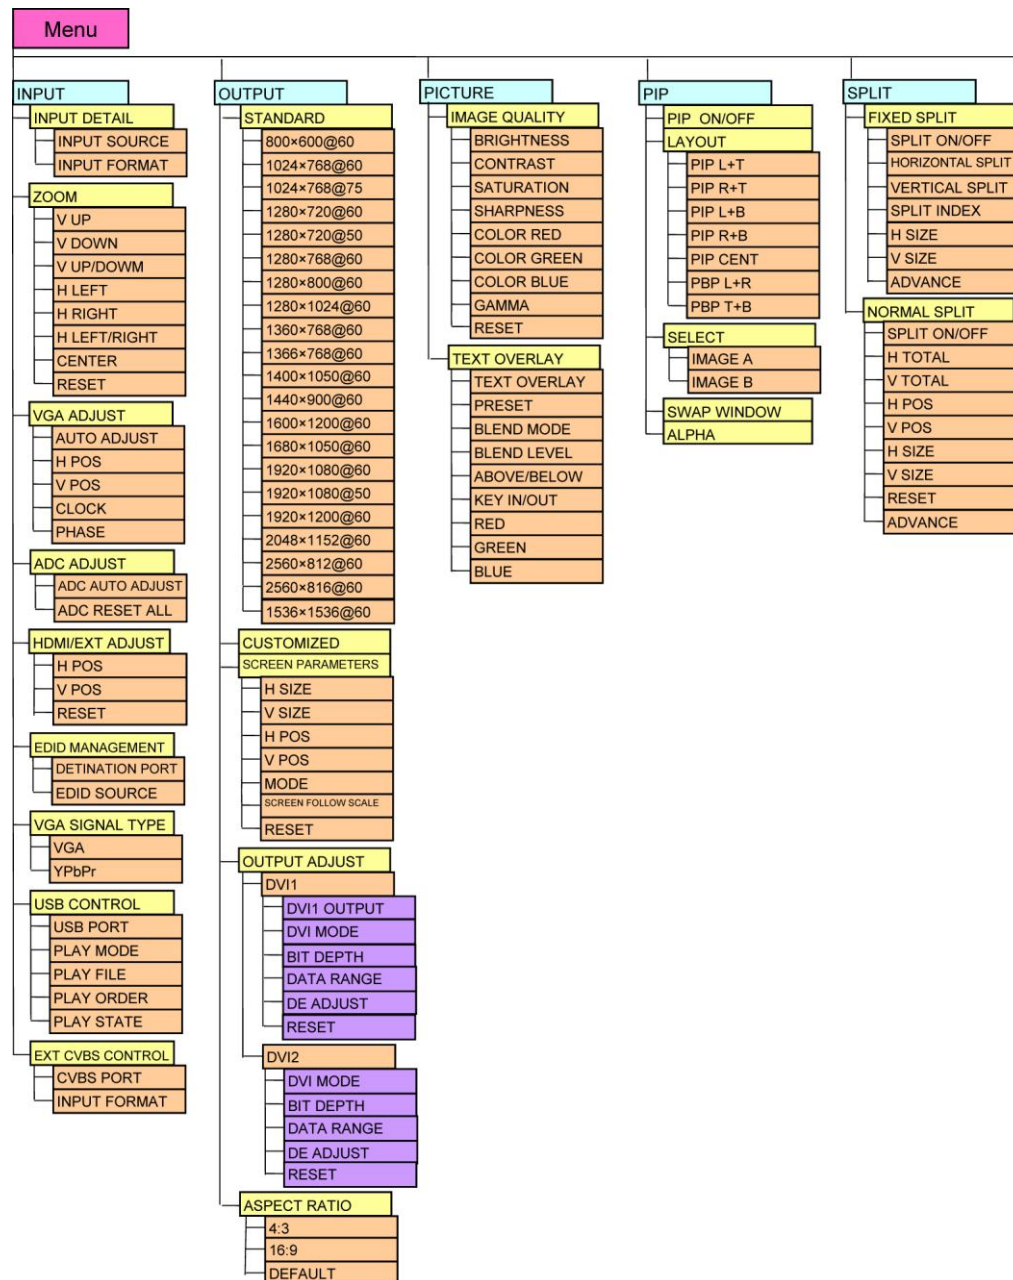 Menu
INPUT
INPUT DETAIL
INPUT SOURCE
INPUT FORMAT
ZOOM
V UP
V DOWN
V UP/DOWM
H LEFT
H RIGHT
H LEFT/RIGHT
CENTER
RESET
VGA ADJUST
AUTO ADJUST
H POS
V POS
CLOCK
PHASE
ADC ADJUST
ADC AUTO ADJUST
ADC RESET ALL
HDMI/EXT ADJUST
H POS
V POS
RESET
EDID MANAGEMENT
DETINATION PORT
EDID SOURCE
VGA SIGNAL TYPE
VGA
YPbPr
USB CONTROL
USB PORT
PLAY MODE
PLAY FILE
PLAY ORDER
PLAY STATE
EXT CVBS CONTROL
CVBS PORT
INPUT FORMAT
OUTPUT
STANDARD
800×600@60
1024×768@60
1024×768@75
1280×720@60
1280×720@50
1280×768@60
1280×800@60
1280×1024@60
1360×768@60
1366×768@60
1400×1050@60
1440×900@60
1600×1200@60
1680×1050@60
1920×1080@60
1920×1080@50
1920×1200@60
2048×1152@60
2560×812@60
2560×816@60
1536×1536@60
CUSTOMIZED
SCREEN PARAMETERS
H SIZE
V SIZE
H POS
V POS
MODE
SCREEN FOLLOW SCALE
RESET
OUTPUT ADJUST
DVI1
DVI1 OUTPUT
DVI MODE
BIT DEPTH
DATA RANGE
DE ADJUST
RESET
DVI2
DVI MODE
BIT DEPTH
DATA RANGE
DE ADJUST
RESET
ASPECT RATIO
4:3
16:9
DEFAULT
PICTURE
IMAGE QUALITY
BRIGHTNESS
CONTRAST
SATURATION
SHARPNESS
COLOR RED
COLOR GREEN
COLOR BLUE
GAMMA
RESET
TEXT OVERLAY
TEXT OVERLAY
PRESET
BLEND MODE
BLEND LEVEL
ABOVE/BELOW
KEY IN/OUT
RED
GREEN
BLUE
PIP
PIP ON/OFF
LAYOUT
PIP L+T
PIP R+T
PIP L+B
PIP R+B
PIP CENT
PBP L+R
PBP T+B
SELECT
IMAGE A
IMAGE B
SWAP WINDOW
ALPHA
SPLIT
FIXED SPLIT
SPLIT ON/OFF
HORIZONTAL SPLIT
VERTICAL SPLIT
SPLIT INDEX
H SIZE
V SIZE
ADVANCE
NORMAL SPLIT
SPLIT ON/OFF
H TOTAL
V TOTAL
H POS
V POS
H SIZE
V SIZE
RESET
ADVANCE